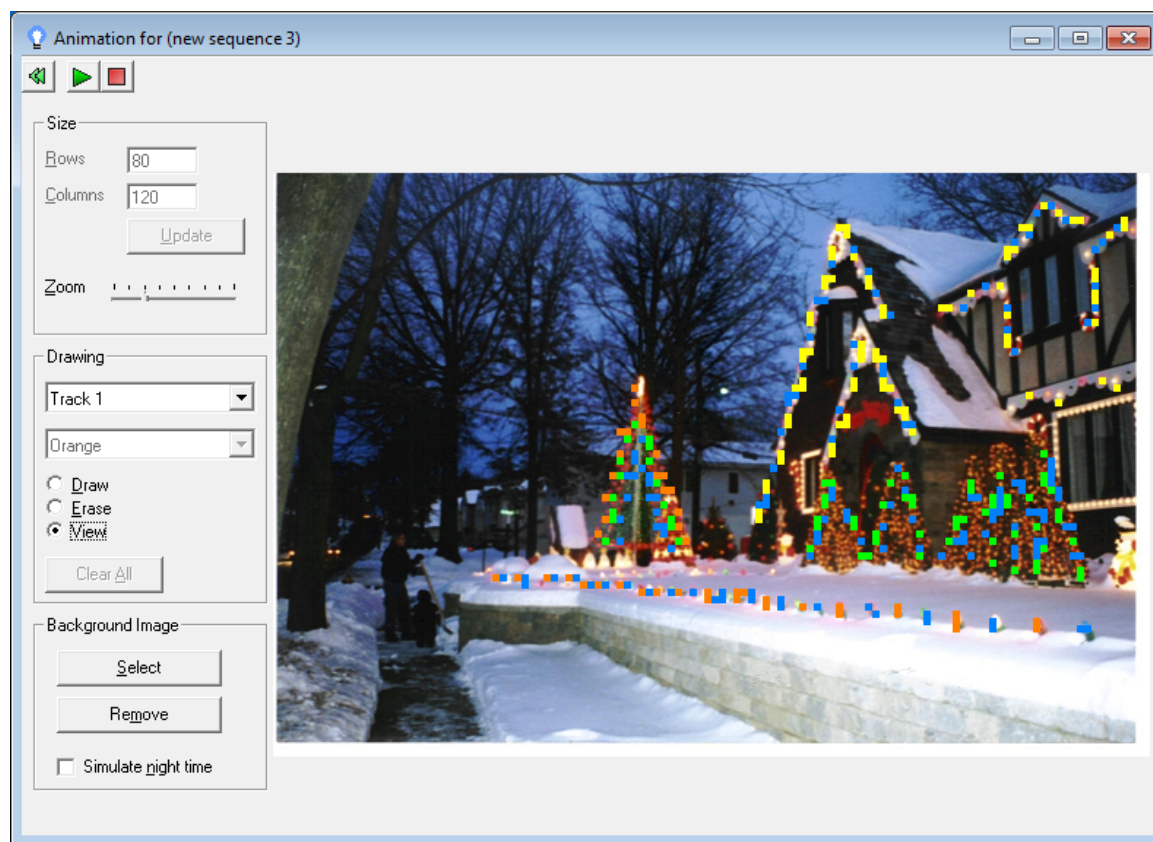 Animation for (new sequence 3)
Size
Rows 80
Columns 120
Update
Zoom
Drawing
Track 1
Orange
Draw
Erase
View
Clear All
Background Image
Select
Remove
Simulate night time